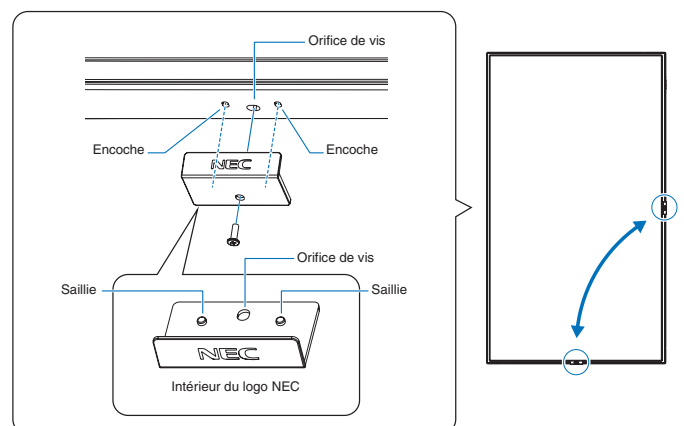 Orifice de vis
Encoche
Encoche
NEC
Orifice de vis
Saillie
Saillie
NEC
Intérieur du logo NEC